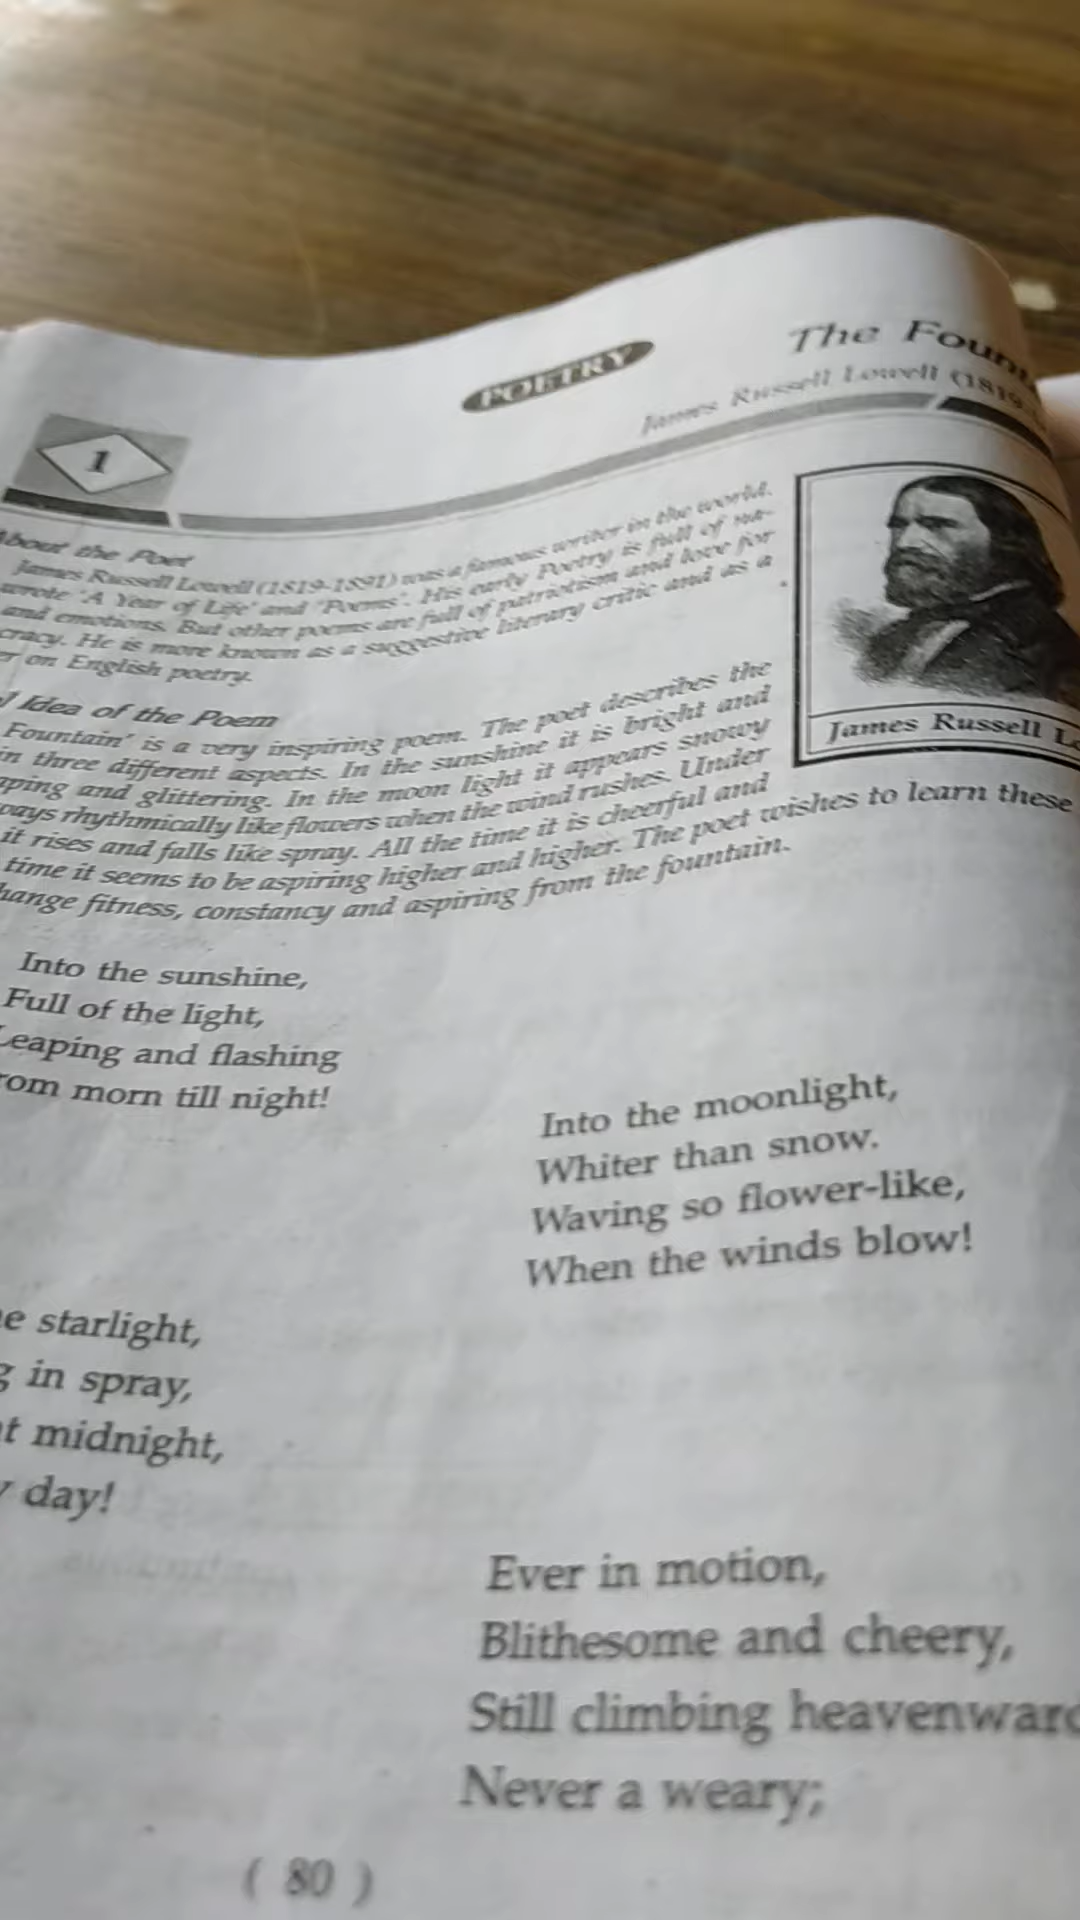 POETRY
The Foun
James Russell Lowell (1819-
1
About the Poet
James Russell Lowell (1819-1891) was a famous writer in the world.
wrote 'A Year of Life' and 'Poems'. His early Poetry is full of na-
and emotions. But other poems are full of patriotism and love for
cracy. He is more known as a suggestive literary critic and as a
er on English poetry.
l Idea of the Poem
Fountain' is a very inspiring poem. The poet describes the
in three different aspects. In the sunshine it is bright and
aping and glittering. In the moon light it appears snowy
ways rhythmically like flowers when the wind rushes. Under
it rises and falls like spray. All the time it is cheerful and
time it seems to be aspiring higher and higher. The poet wishes to learn these
hange fitness, constancy and aspiring from the fountain.
James Russell Lo
Into the sunshine,
Full of the light,
Leaping and flashing
rom morn till night!
Into the moonlight,
Whiter than snow.
Waving so flower-like,
When the winds blow!
e starlight,
g in spray,
t midnight,
y day!
Ever in motion,
Blithesome and cheery,
Still climbing heavenward
Never a weary;
( 80 )